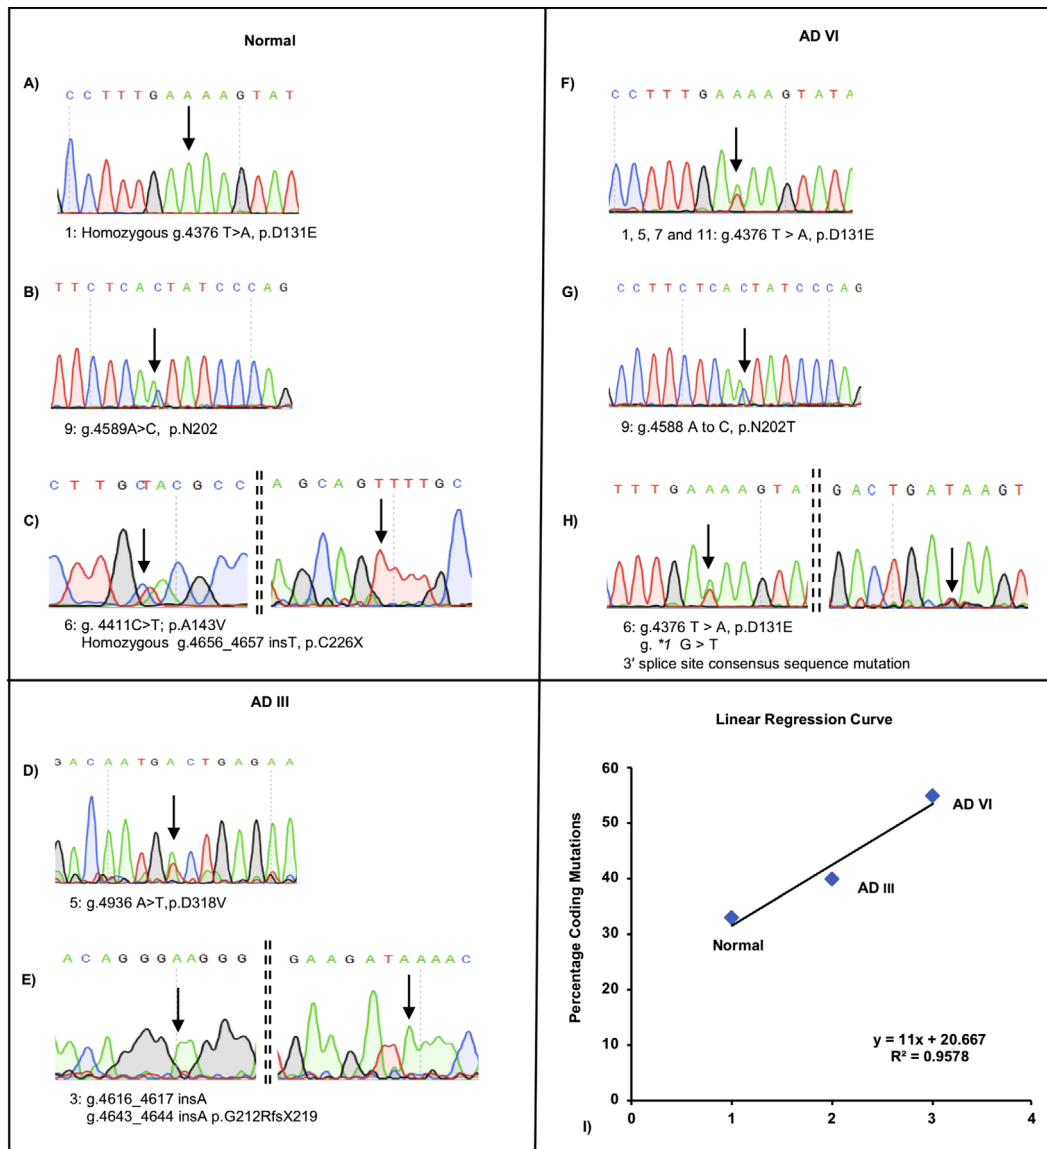 Normal
A)
C C T T T G A A A A G T A T
1: Homozygous g.4376 T>A, p.D131E
B)
T T C T C A C T A T C C C A G
9: g.4589A>C, p.N202
C)
C T T G C T A C G C C
A G C A G T T T T G C
6: g. 4411C>T; p.A143V
Homozygous g.4656_4657 insT, p.C226X
AD VI
F)
C C T T T G A A A A G T A T A
1, 5, 7 and 11: g.4376 T > A, p.D131E
G)
C C T T C T C A C T A T C C C A G
9: g.4588 A to C, p.N202T
H)
T T T G A A A A G T A
G A C T G A T A A G T
6: g.4376 T > A, p.D131E
g. *1 G > T
3′ splice site consensus sequence mutation
AD III
D)
G A C A A T G A C T G A G A A
5: g.4936 A>T,p.D318V
E)
A C A G G G A A G G G
G A A G A T A A A A C
3: g.4616_4617 insA
g.4643_4644 insA p.G212RfsX219
Linear Regression Curve
Percentage Coding Mutations
60
50
40
30
20
10
0
AD VI
AD III
Normal
y = 11x + 20.667
R² = 0.9578
0 1 2 3 4
I)